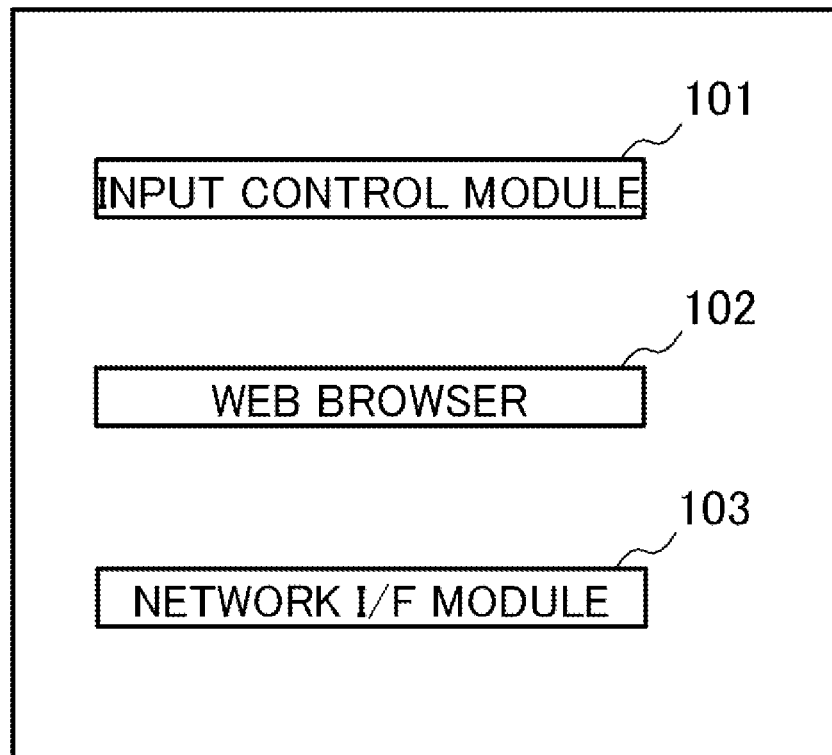 101
INPUT CONTROL MODULE
102
WEB BROWSER
103
NETWORK I/F MODULE